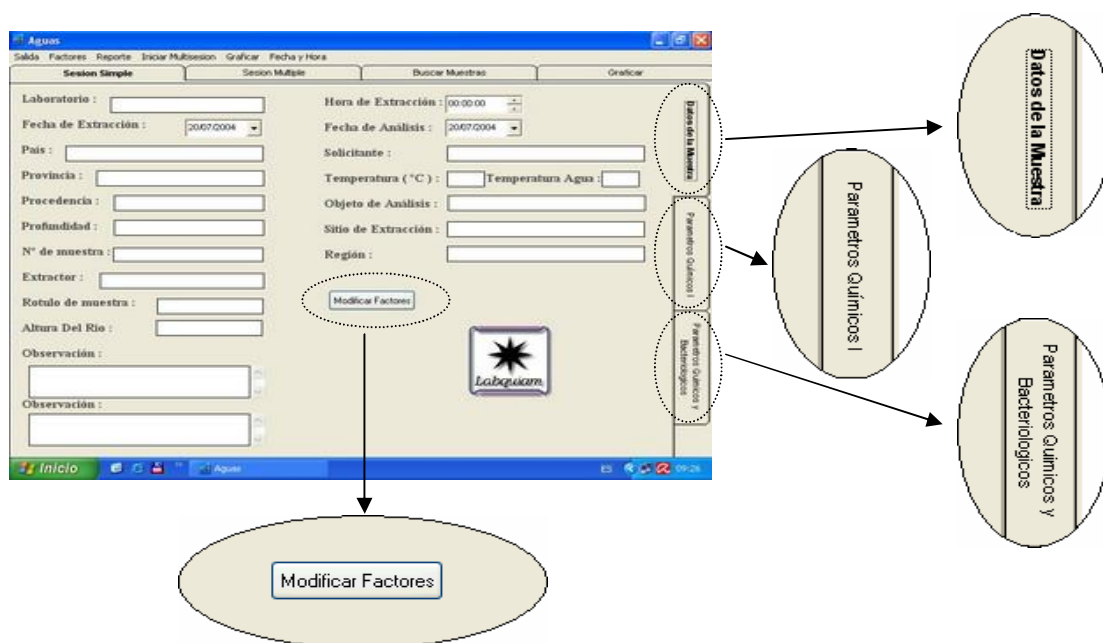 Aguas
Salida Factores Reporte Iniciar Multisesion Graficar Fecha y Hora
Sesion Simple Sesion Multiple Buscar Muestras Graficar
Laboratorio :
Fecha de Extracción : 20/07/2004
Pais :
Provincia :
Procedencia :
Profundidad :
N° de muestra :
Extractor :
Rotulo de muestra :
Altura Del Rio :
Observación :
Observación :
Hora de Extracción : 00:00:00
Fecha de Análisis : 20/07/2004
Solicitante :
Temperatura ( °C ) : Temperatura Agua :
Objeto de Análisis :
Sitio de Extracción :
Región :
Modificar Factores
Labquiam
Datos de la Muestra
Parametros Químicos I
Parametros Quimicos y
Bacteriologicos
Inicio Aguas ES 09:26
Datos de la Muestra
Parametros Químicos I
Parametros Quimicos y
Bacteriologicos
Modificar Factores